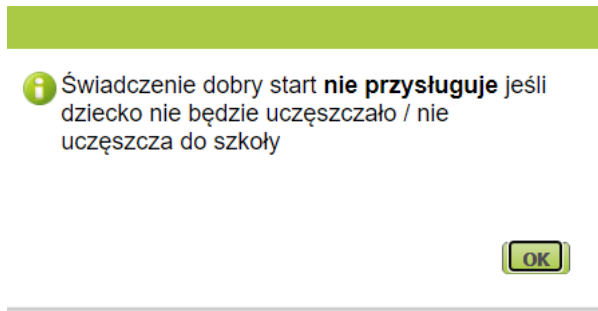 Świadczenie dobry start nie przysługuje jeśli
dziecko nie będzie uczęszczało / nie
uczęszcza do szkoły
OK